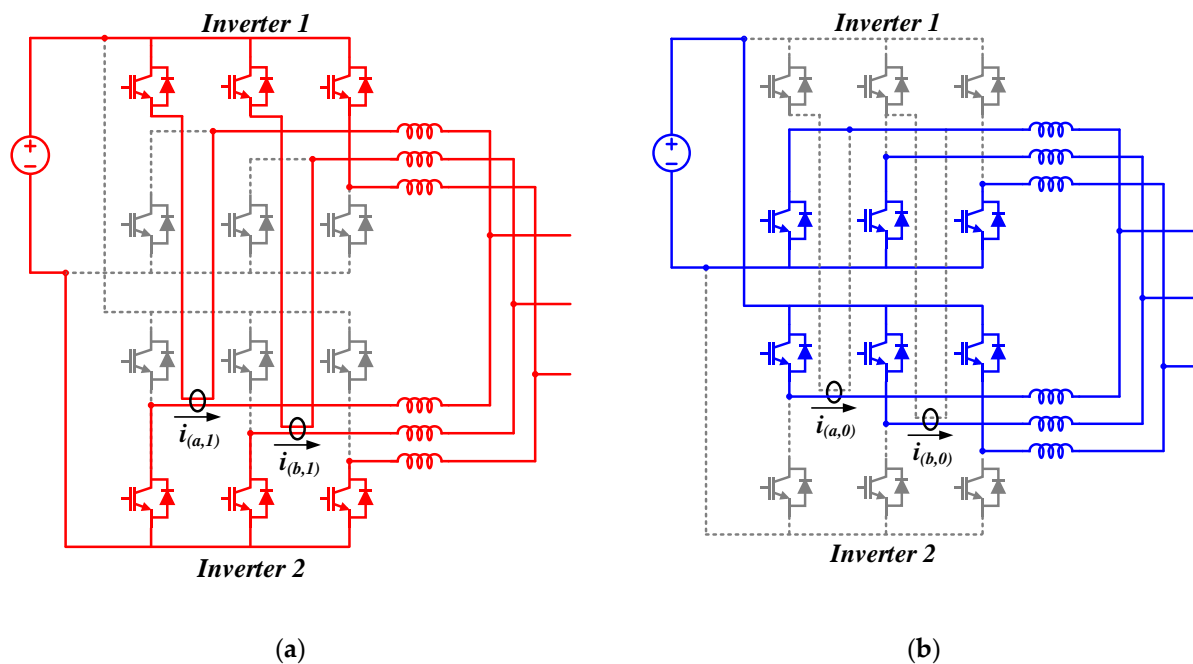 Inverter 1
i(a,1)
i(b,1)
Inverter 2
(a)
Inverter 1
i(a,0)
i(b,0)
Inverter 2
(b)